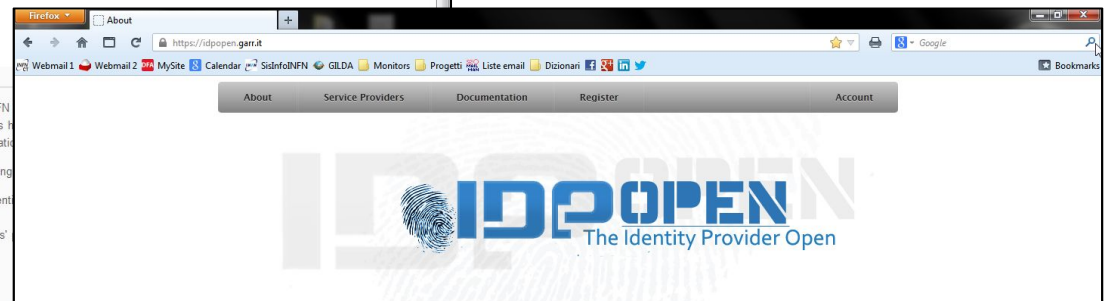 Firefox
About
+
https://idpopen.garr.it
Google
Webmail 1 Webmail 2 MySite Calendar SisInfoINFN GILDA Monitors Progetti Liste email Dizionari
Bookmarks
About Service Providers Documentation Register Account
IDPOPEN
IDPOPEN
The Identity Provider Open